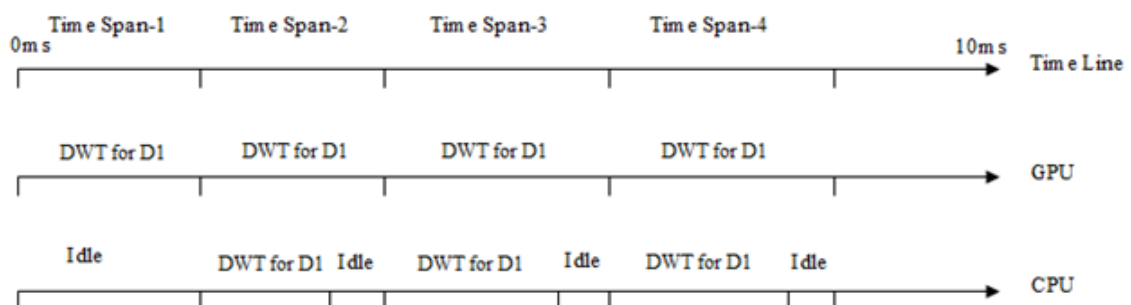 Time Span-1 Time Span-2 Time Span-3 Time Span-4
0ms 10ms
Time Line
DWT for D1 DWT for D1 DWT for D1 DWT for D1
GPU
Idle DWT for D1 Idle DWT for D1 Idle DWT for D1 Idle
CPU